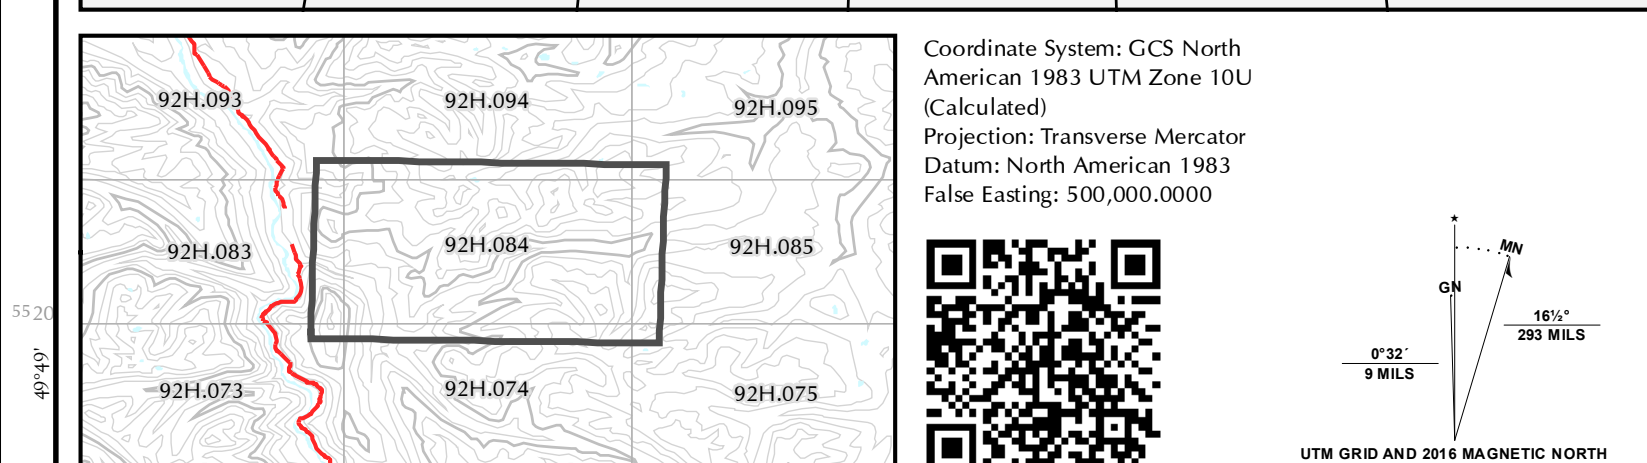 92H.093
92H.094
92H.095
92H.083
92H.084
92H.085
92H.073
92H.074
92H.075
5520
49°49'
Coordinate System: GCS North
American 1983 UTM Zone 10U
(Calculated)
Projection: Transverse Mercator
Datum: North American 1983
False Easting: 500,000.0000
MN
GN
16½°
293 MILS
0°32´
9 MILS
UTM GRID AND 2016 MAGNETIC NORTH